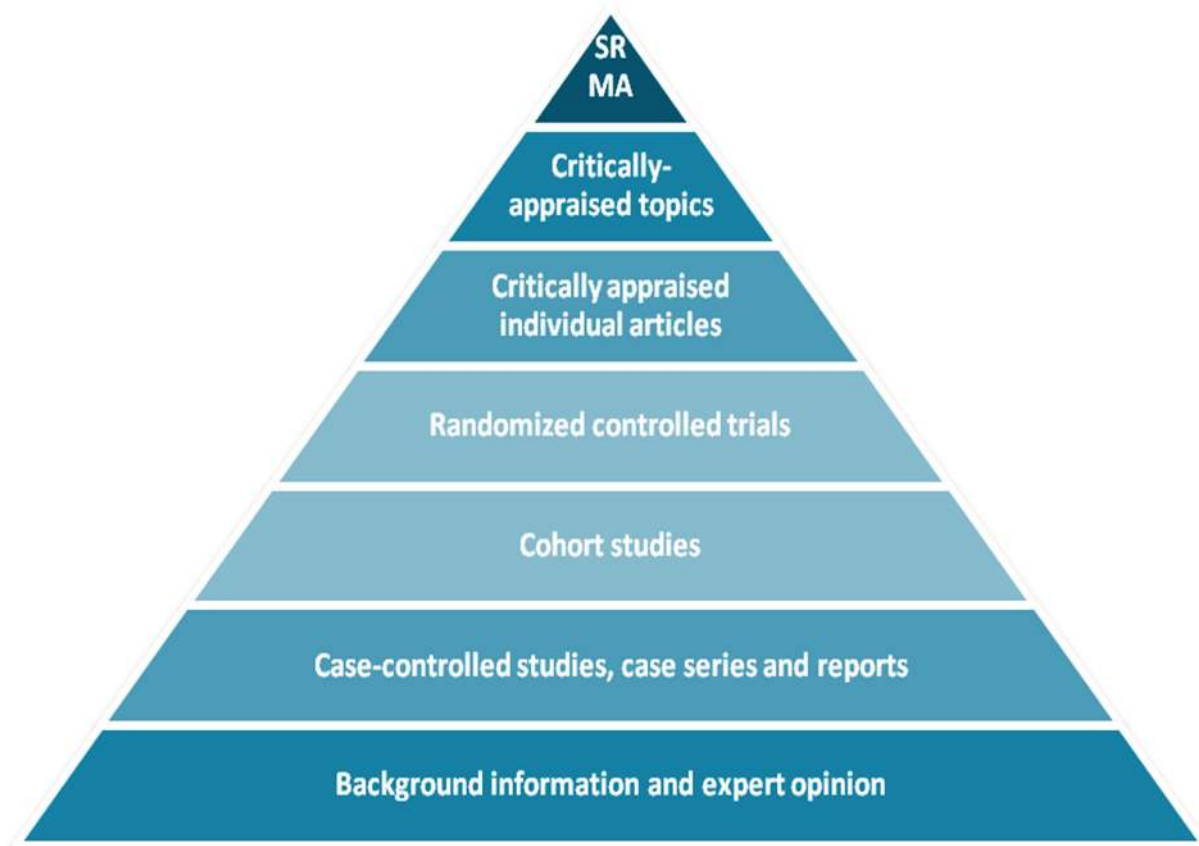 SR
MA
Critically-
appraised topics
Critically appraised
individual articles
Randomized controlled trials
Cohort studies
Case-controlled studies, case series and reports
Background information and expert opinion